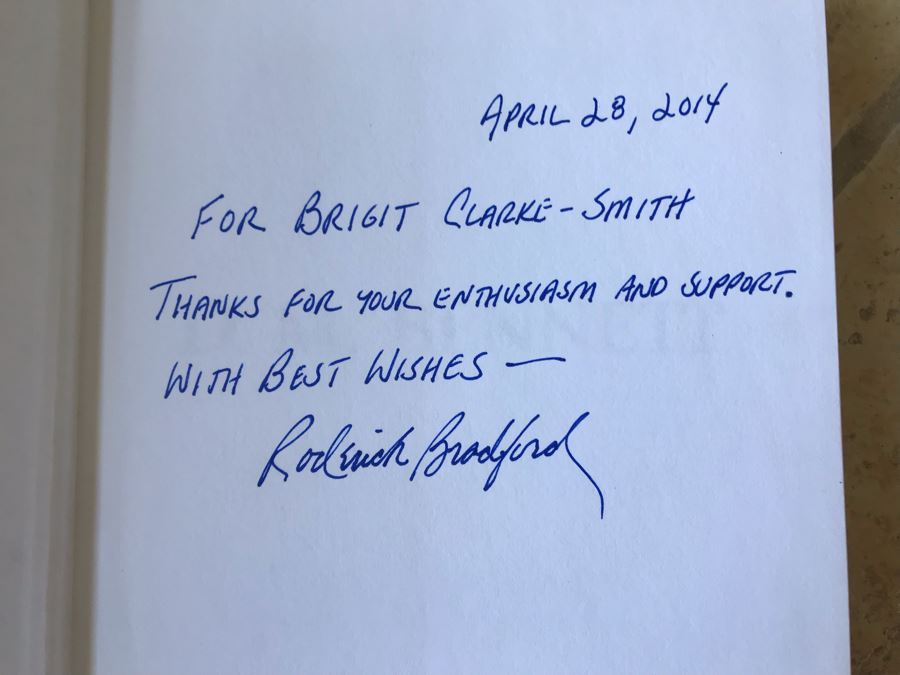 APRIL 28, 2014
FOR BRIGIT CLARKE-SMITH
THANKS FOR YOUR ENTHUSIASM AND SUPPORT.
WITH BEST WISHES —
Roderick Bradford